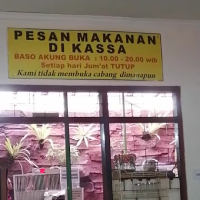 PESAN MAKANAN
DI KASSA
BASO AKUNG BUKA : 10.00 - 20.00 wib
Setiap hari Jum'at TUTUP
Kami tidak membuka cabang dimanapun